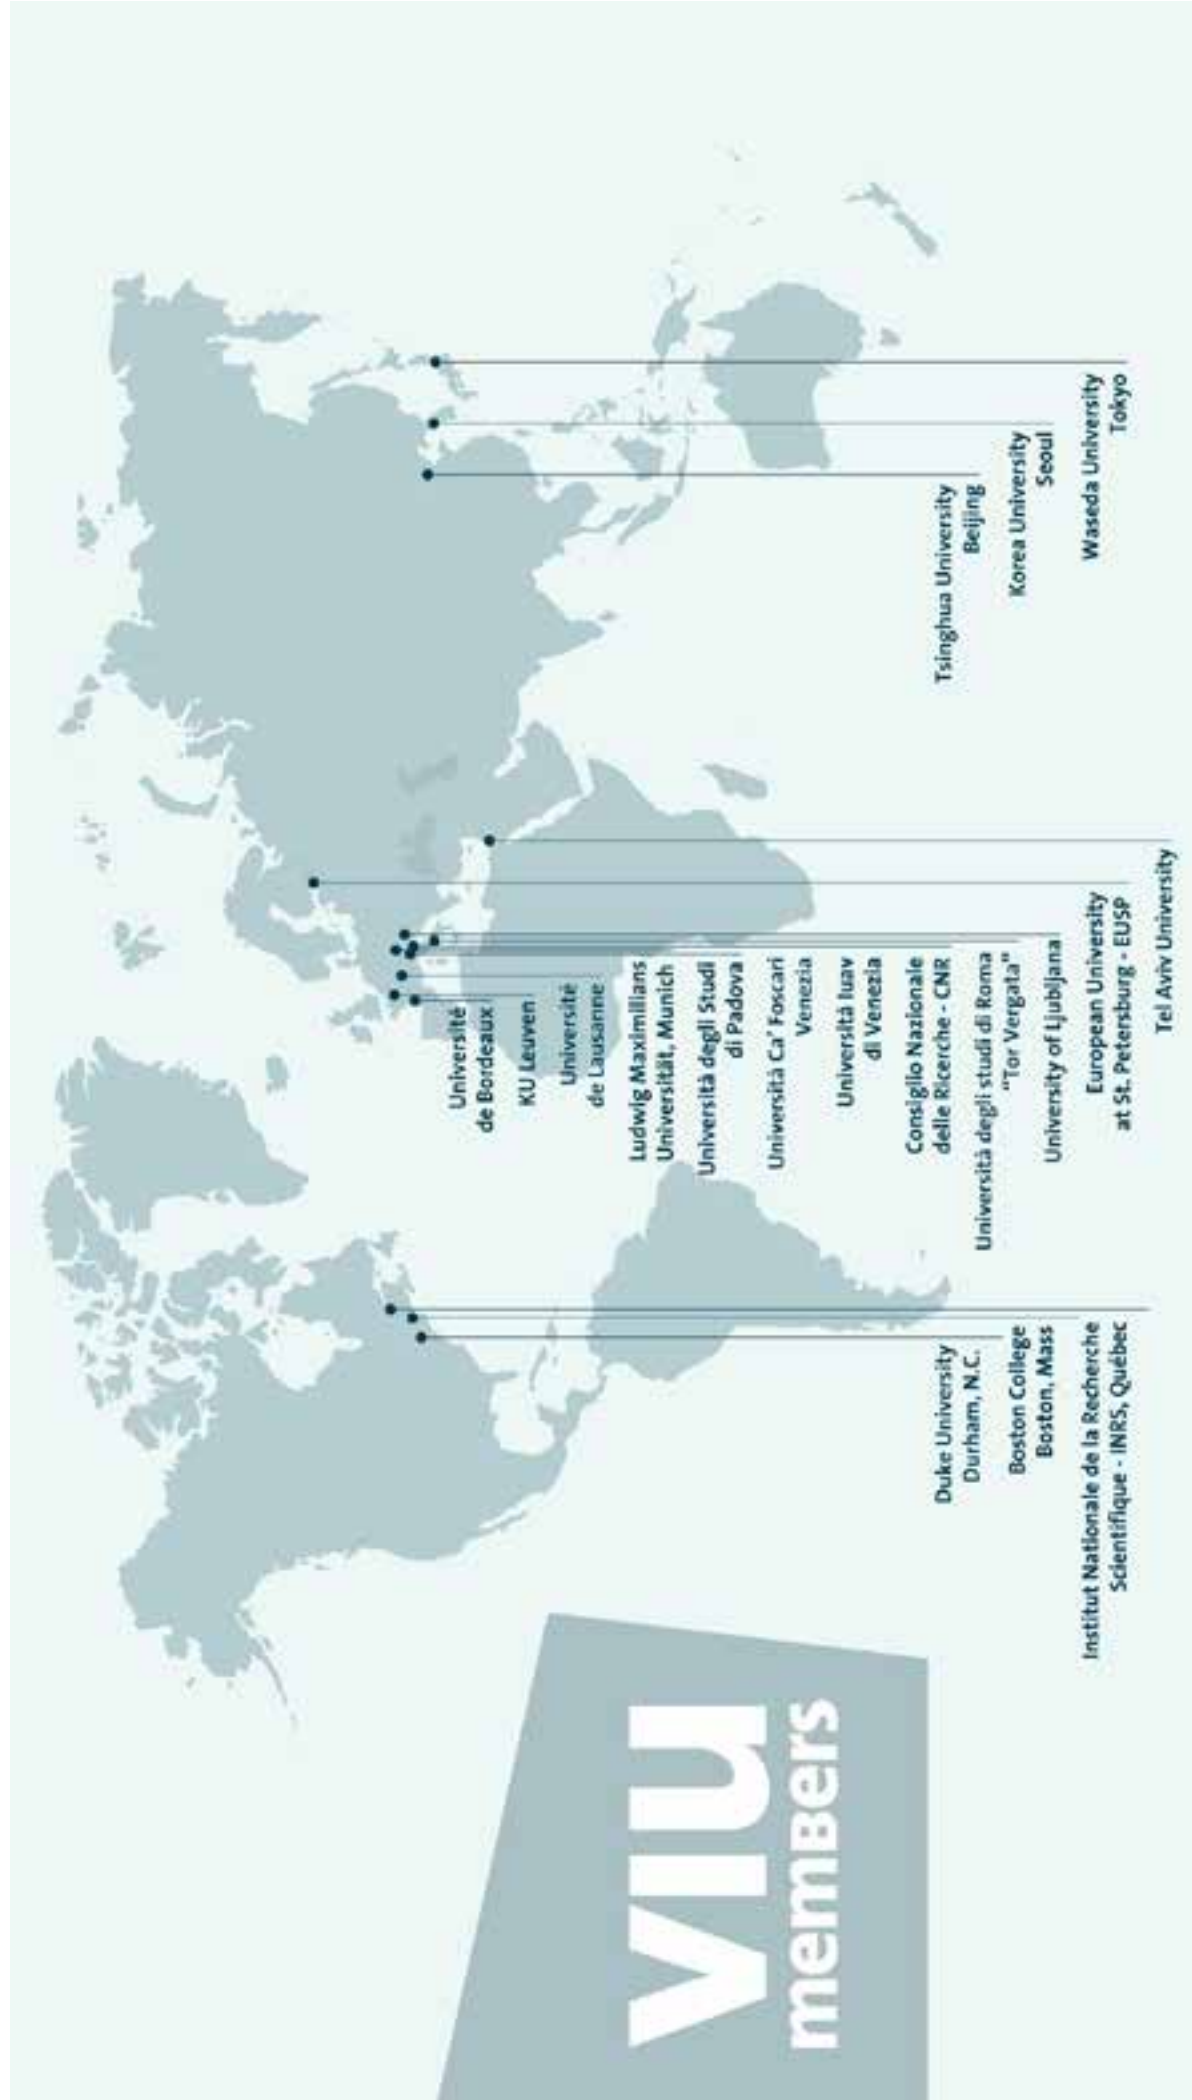 VIU
memBers
Duke University
Durham, N.C.
Boston College
Boston, Mass
Institut Nationale de la Recherche
Scientifique - INRS, Québec
Université
de Bordeaux
KU Leuven
Université
de Lausanne
Ludwig Maximillians
Universität, Munich
Università degli Studi
di Padova
Università Ca' Foscari
Venezia
Università Iuav
di Venezia
Consiglio Nazionale
delle Ricerche - CNR
Università degli studi di Roma
"Tor Vergata"
University of Ljubljana
European University
at St. Petersburg - EUSP
Tel Aviv University
Tsinghua University
Beijing
Korea University
Seoul
Waseda University
Tokyo